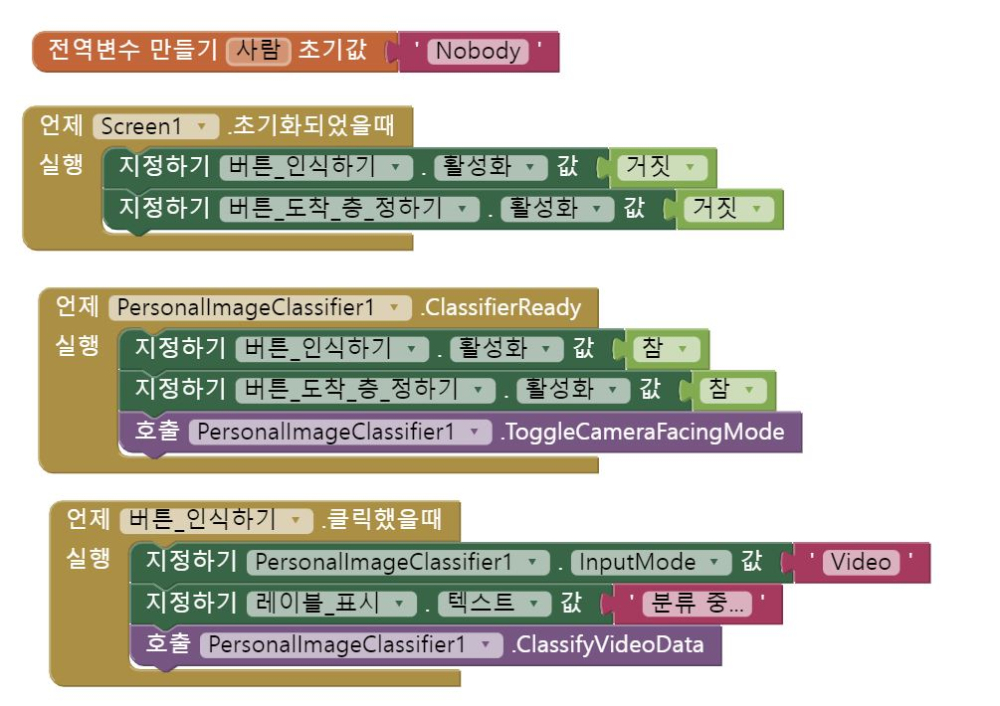 전역변수 만들기 사람 초기값 ' Nobody '
언제 Screen1 .초기화되었을때
실행 지정하기 버튼_인식하기 . 활성화 값 거짓
지정하기 버튼_도착_층_정하기 . 활성화 값 거짓
언제 PersonalImageClassifier1 .ClassifierReady
실행 지정하기 버튼_인식하기 . 활성화 값 참
지정하기 버튼_도착_층_정하기 . 활성화 값 참
호출 PersonalImageClassifier1 .ToggleCameraFacingMode
언제 버튼_인식하기 .클릭했을때
실행 지정하기 PersonalImageClassifier1 . InputMode 값 ' Video '
지정하기 레이블_표시 . 텍스트 값 ' 분류 중... '
호출 PersonalImageClassifier1 .ClassifyVideoData